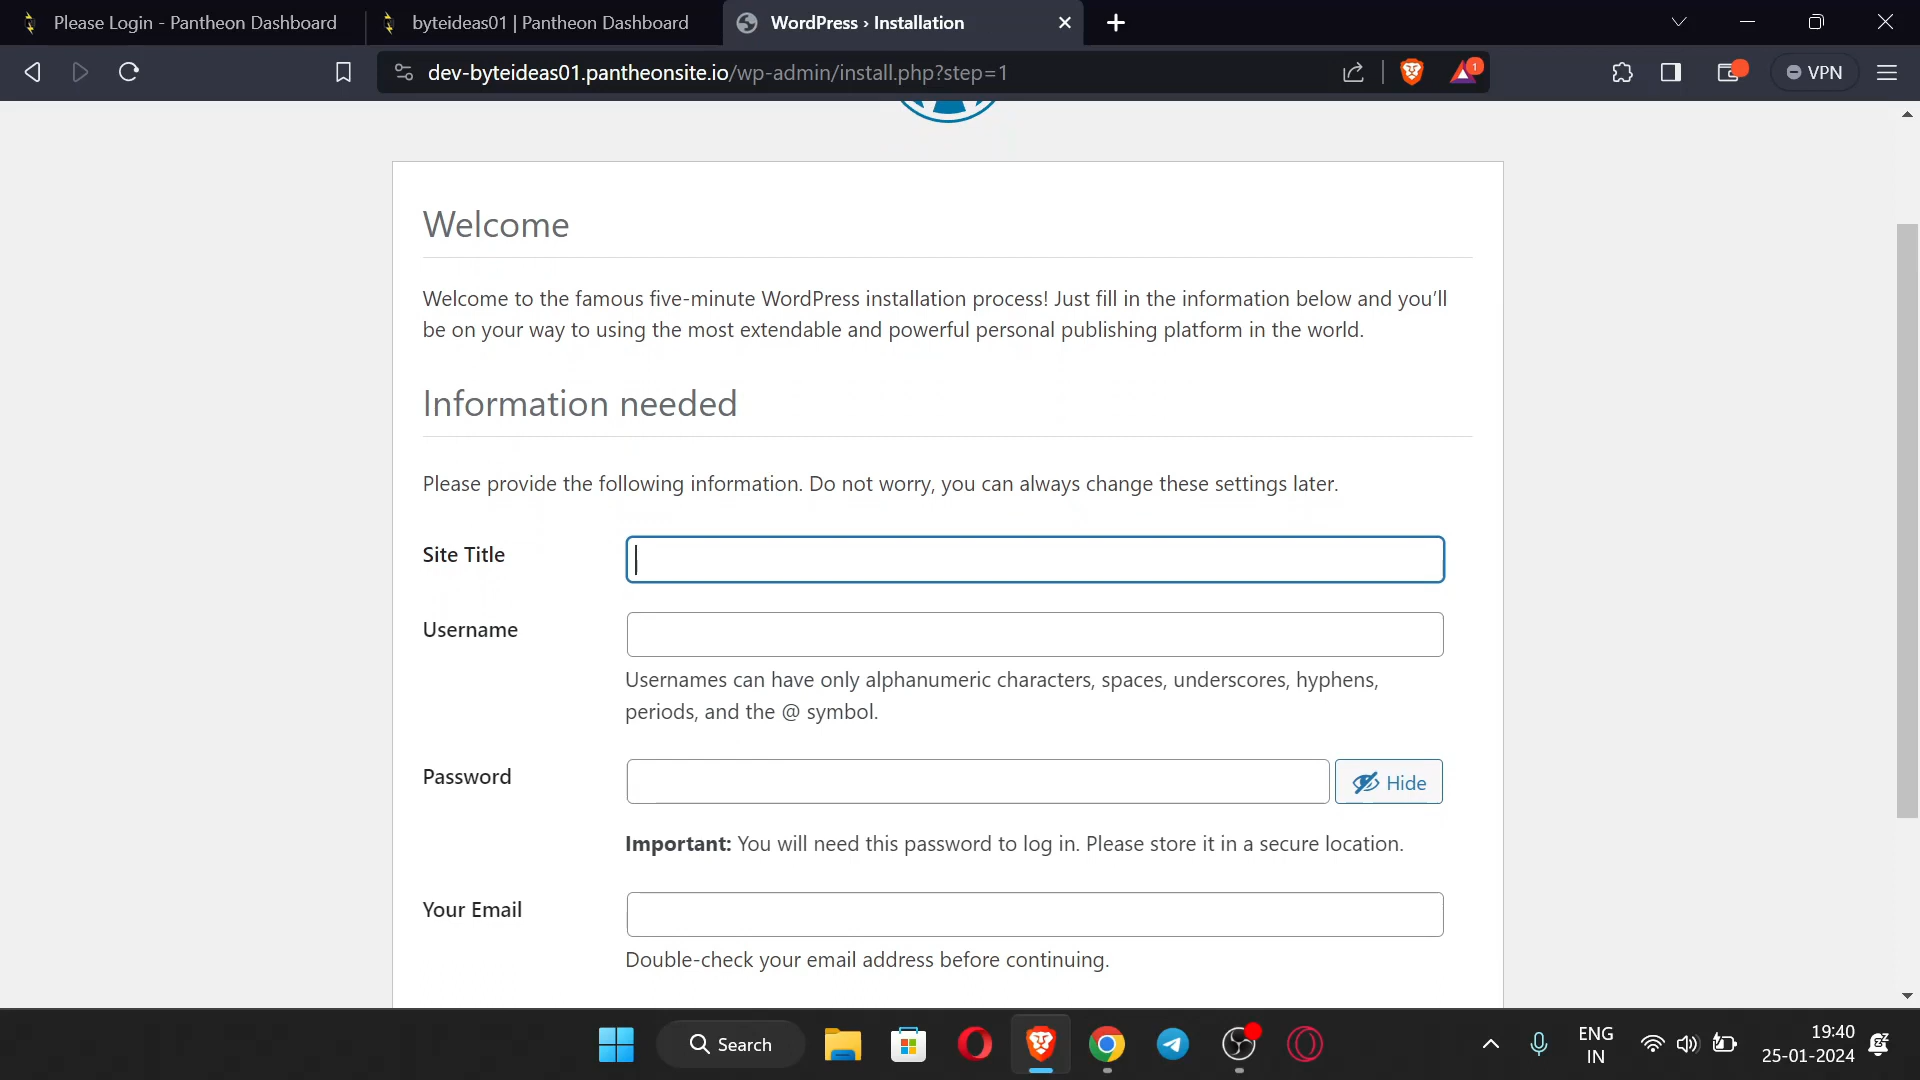 Please Login - Pantheon Dashboard
byteideas01 | Pantheon Dashboard
WordPress › Installation
dev-byteideas01.pantheonsite.io/wp-admin/install.php?step=1
1
VPN
Welcome
Welcome to the famous five-minute WordPress installation process! Just fill in the information below and you’ll
be on your way to using the most extendable and powerful personal publishing platform in the world.
Information needed
Please provide the following information. Do not worry, you can always change these settings later.
Site Title
Username
Usernames can have only alphanumeric characters, spaces, underscores, hyphens,
periods, and the @ symbol.
Password
Hide
Important: You will need this password to log in. Please store it in a secure location.
Your Email
Double-check your email address before continuing.
Search
ENG
IN
19:40
25-01-2024